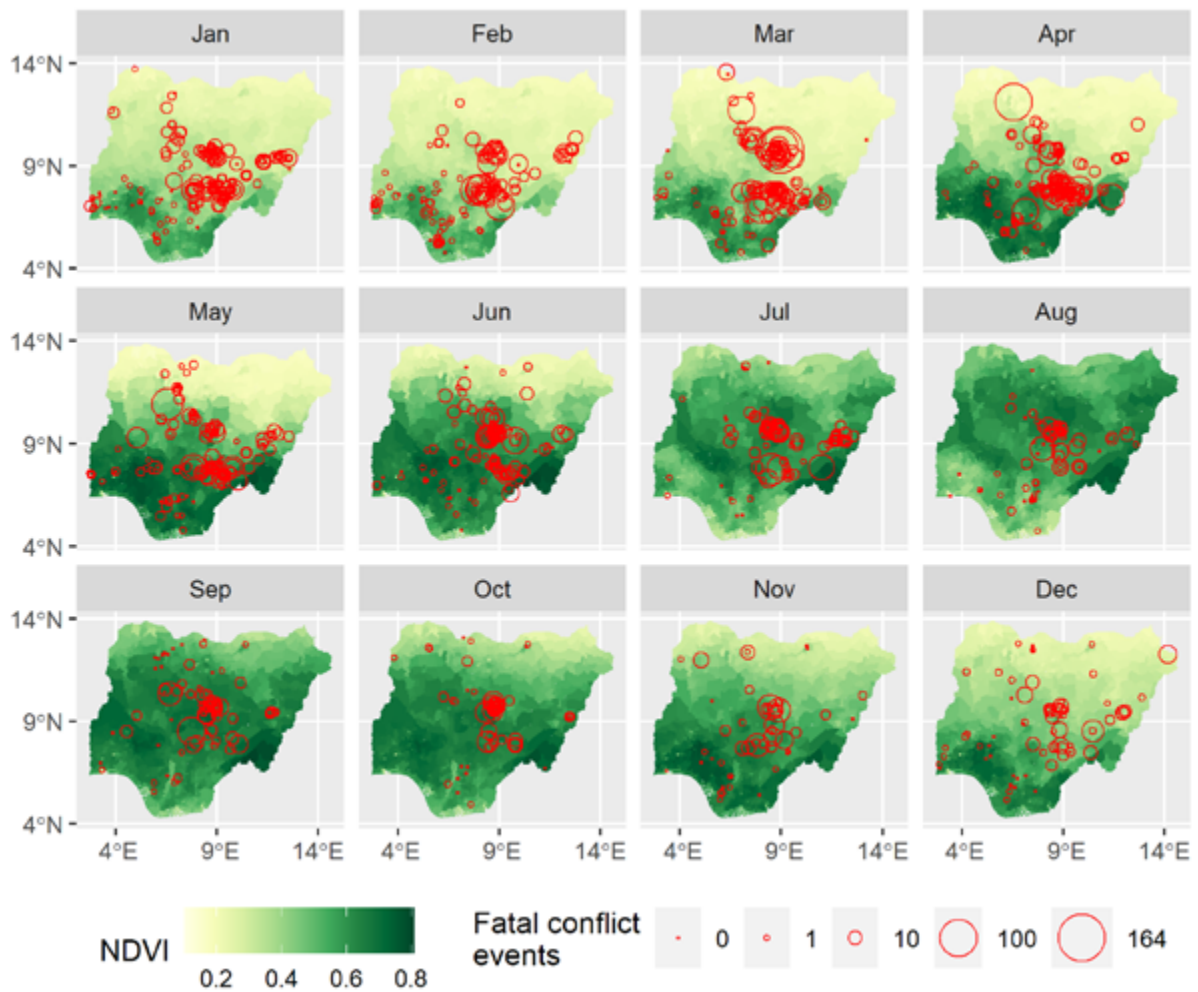 Jan Feb Mar Apr
14°N
9°N
4°N
May Jun Jul Aug
14°N
9°N
4°N
Sep Oct Nov Dec
14°N
9°N
4°N
4°E 9°E 14°E 4°E 9°E 14°E 4°E 9°E 14°E 4°E 9°E 14°E
NDVI
0.2 0.4 0.6 0.8
Fatal conflict
events
0 1 10 100 164